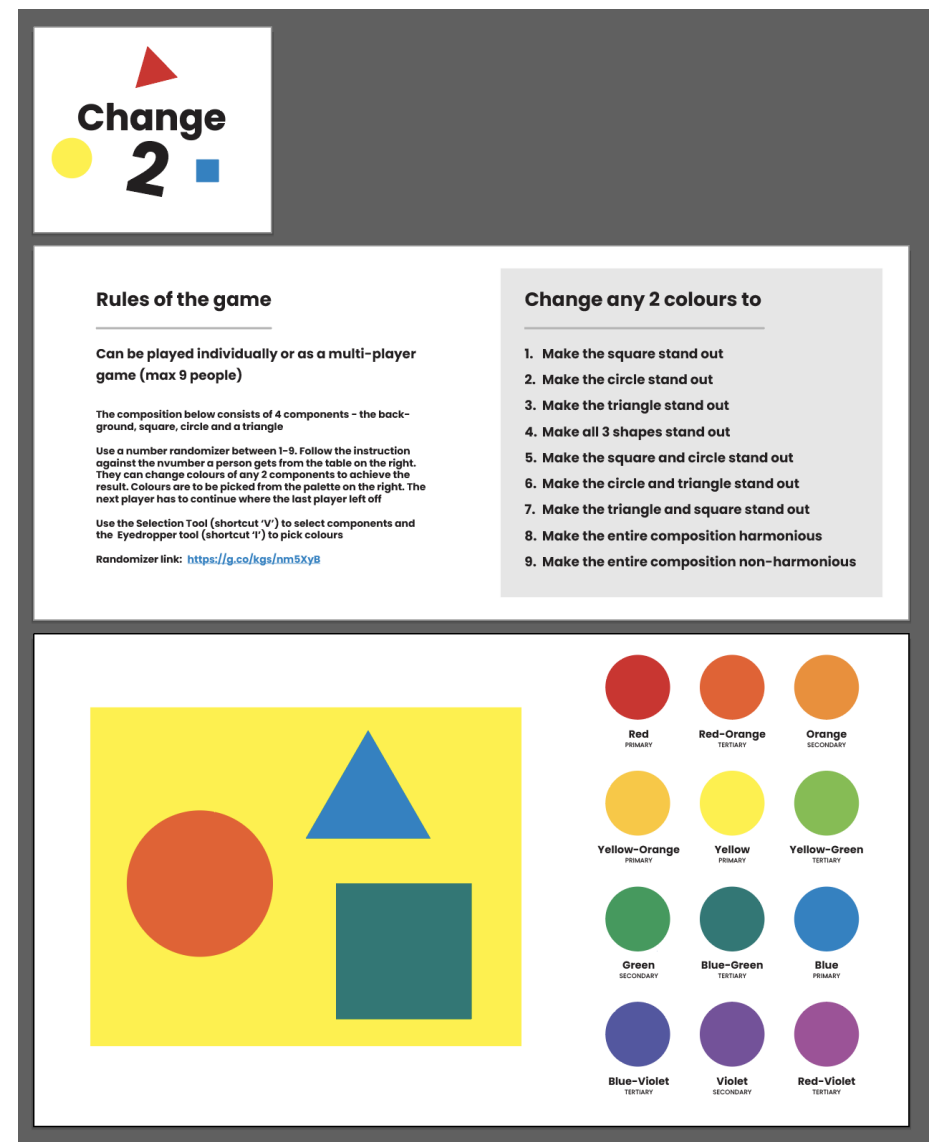 Change
2
Rules of the game
Can be played individually or as a multi-player
game (max 9 people)
The composition below consists of 4 components - the back-
ground, square, circle and a triangle
Use a number randomizer between 1-9. Follow the instruction
against the nvumber a person gets from the table on the right.
They can change colours of any 2 components to achieve the
result. Colours are to be picked from the palette on the right. The
next player has to continue where the last player left off
Use the Selection Tool (shortcut ‘V’) to select components and
the Eyedropper tool (shortcut ‘I’) to pick colours
Randomizer link: https://g.co/kgs/nm5XyB
Change any 2 colours to
1. Make the square stand out
2. Make the circle stand out
3. Make the triangle stand out
4. Make all 3 shapes stand out
5. Make the square and circle stand out
6. Make the circle and triangle stand out
7. Make the triangle and square stand out
8. Make the entire composition harmonious
9. Make the entire composition non-harmonious
Red
PRIMARY
Red-Orange
TERTIARY
Orange
SECONDARY
Yellow-Orange
PRIMARY
Yellow
PRIMARY
Yellow-Green
TERTIARY
Green
SECONDARY
Blue-Green
TERTIARY
Blue
PRIMARY
Blue-Violet
TERTIARY
Violet
SECONDARY
Red-Violet
TERTIARY